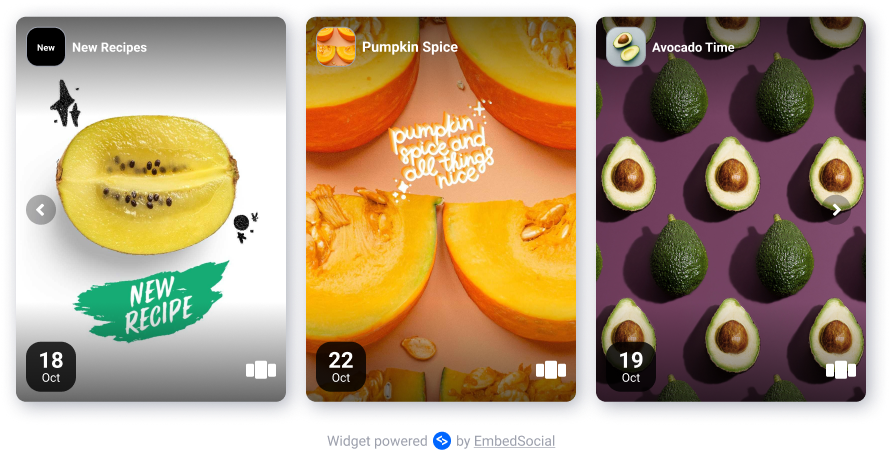 New
New Recipes
NEW
RECIPE
18
Oct
Pumpkin Spice
pumpkin
spice and
all things
nice
22
Oct
Avocado Time
19
Oct
Widget powered by EmbedSocial